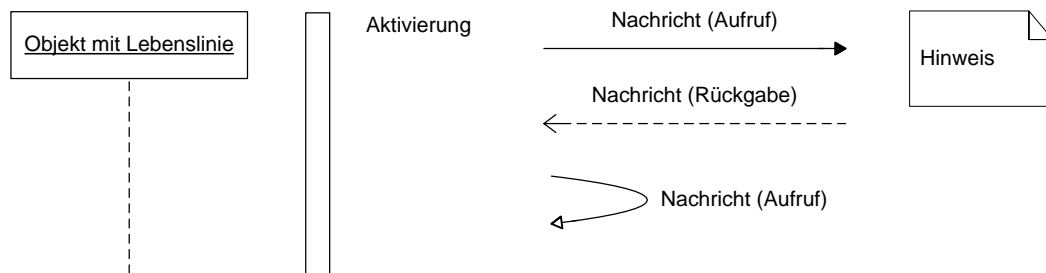 Objekt mit Lebenslinie
Aktivierung
Nachricht (Aufruf)
Hinweis
Nachricht (Rückgabe)
Nachricht (Aufruf)